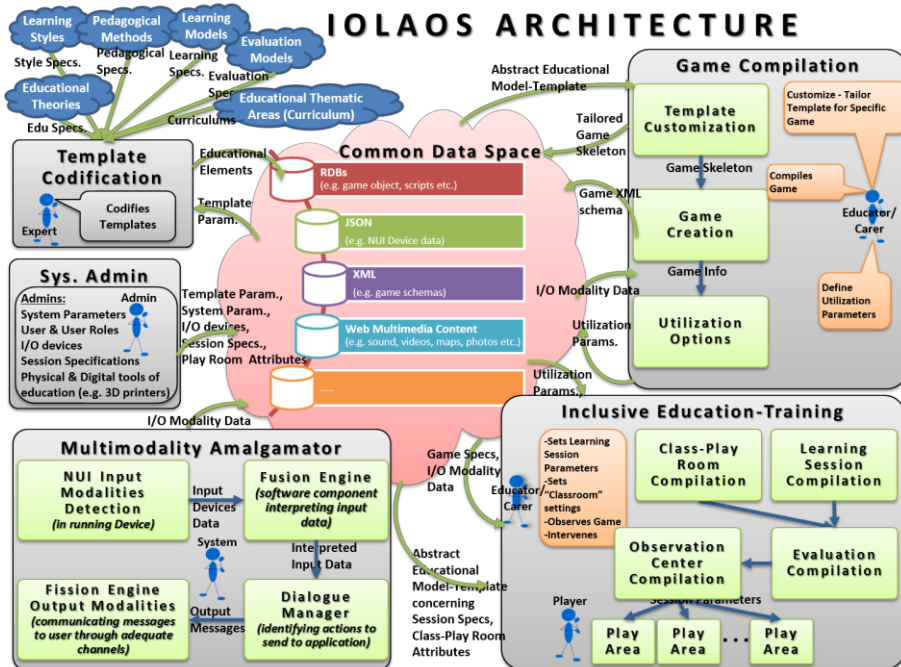 IOLAOS ARCHITECTURE
Learning
Styles
Pedagogical
Methods
Learning
Models
Evaluation
Models
Educational
Theories
Educational Thematic
Areas (Curriculum)
Style Specs.
Pedagogical
Specs.
Learning
Specs.
Evaluation
Spec
Curriculums
Edu Specs.
Template
Codification
Codifies
Templates
Expert
Educational
Elements
Template
Param.
Sys. Admin
Admins:
System Parameters
User & User Roles
I/O devices
Session Specifications
Physical & Digital tools of
education (e.g. 3D printers)
Admin
Template Param.,
System Param.,
I/O devices,
Session Specs.,
Play Room Attributes
I/O Modality Data
Common Data Space
RDBs
(e.g. game object, scripts etc.)
JSON
(e.g. NUI Device data)
XML
(e.g. game schemas)
Web Multimedia Content
(e.g. sound, videos, maps, photos etc.)
.....
Abstract Educational
Model-Template
Tailored
Game
Skeleton
Game XML
schema
I/O Modality Data
Utilization
Params.
Utilization
Params.,
Game Compilation
Template
Customization
Game Skeleton
Game
Creation
Game Info
Utilization
Options
Customize - Tailor
Template for Specific
Game
Compiles
Game
Educator/
Carer
Define
Utilization
Parameters
Multimodality Amalgamator
NUI Input
Modalities
Detection
(in running Device)
Input
Devices
Data
Fusion Engine
(software component
interpreting input
data)
System
Interpreted
Input Data
Fission Engine
Output Modalities
(communicating messages
to user through adequate
channels)
Output
Messages
Dialogue
Manager
(identifying actions to
send to application)
Game Specs,
I/O Modality
Data
Abstract
Educational
Model-Template
concerning
Session Specs,
Class-Play Room
Attributes
Inclusive Education-Training
Educator/
Carer
-Sets Learning
Session
Parameters
-Sets
"Classroom"
settings
-Observes Game
-Intervenes
Class-Play
Room
Compilation
Learning
Session
Compilation
Observation
Center
Compilation
Evaluation
Compilation
Session Parameters
Player
Play
Area
Play
Area
...
Play
Area